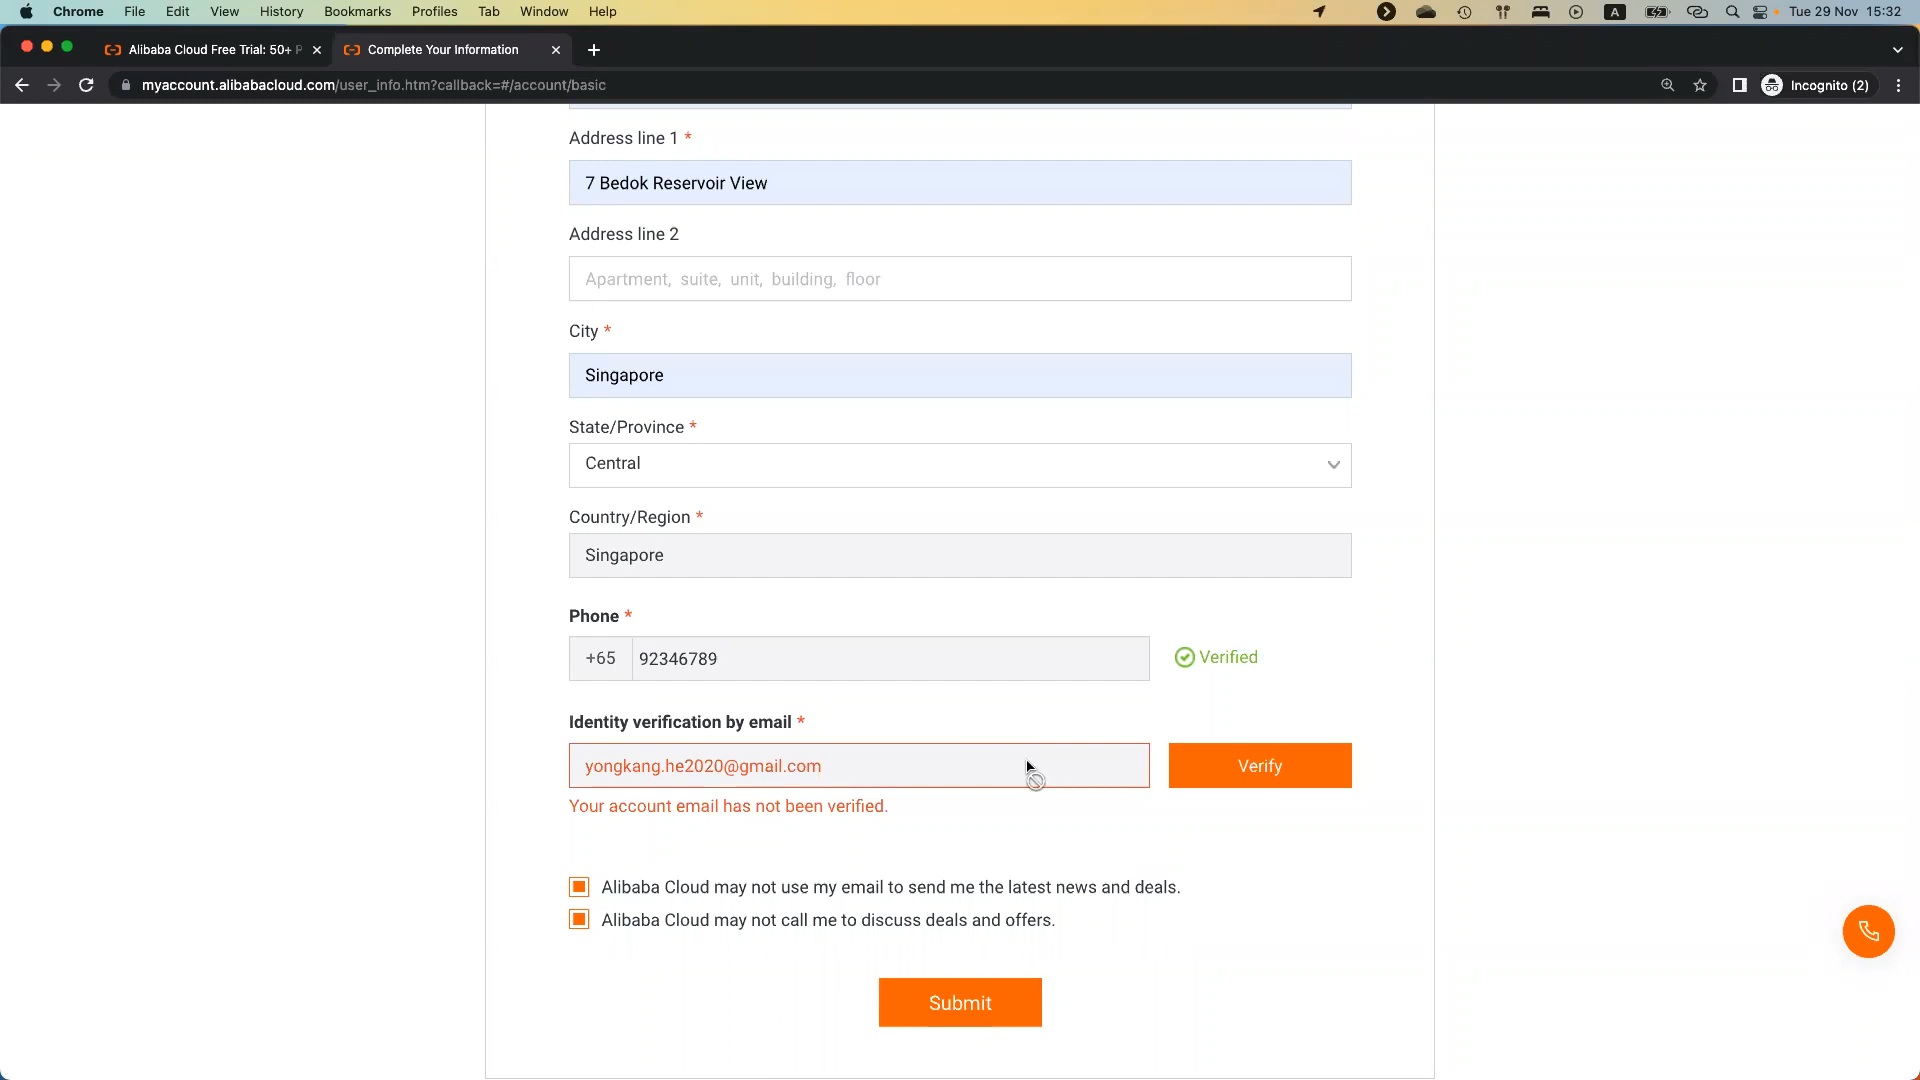 Chrome File Edit View History Bookmarks Profiles Tab Window Help A Tue 29 Nov 15:32
Alibaba Cloud Free Trial: 50+ P Complete Your Information
myaccount.alibabacloud.com/user_info.htm?callback=#/account/basic Incognito (2)
Address line 1 *
7 Bedok Reservoir View
Address line 2
Apartment, suite, unit, building, floor
City *
Singapore
State/Province *
Central
Country/Region *
Singapore
Phone *
+65 92346789 Verified
Identity verification by email *
yongkang.he2020@gmail.com Verify
Your account email has not been verified.
Alibaba Cloud may not use my email to send me the latest news and deals.
Alibaba Cloud may not call me to discuss deals and offers.
Submit